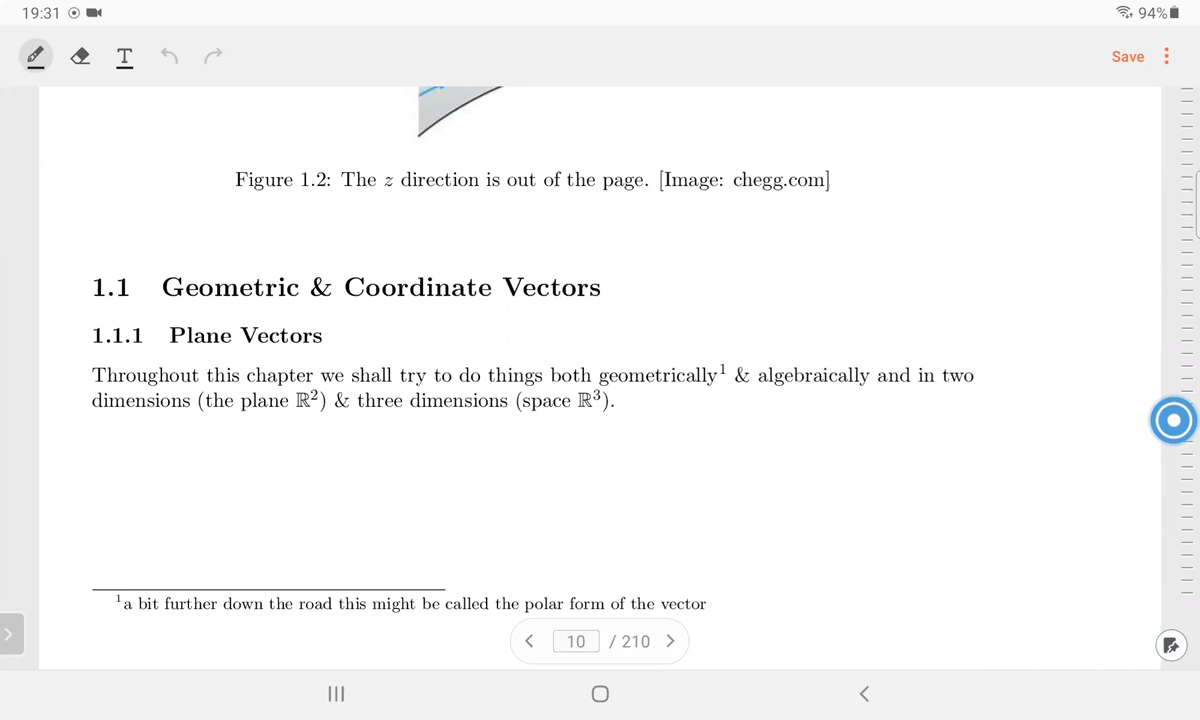 19:31 94%
T Save
Figure 1.2: The z direction is out of the page. [Image: chegg.com]
1.1 Geometric & Coordinate Vectors
1.1.1 Plane Vectors
Throughout this chapter we shall try to do things both geometrically¹ & algebraically and in two
dimensions (the plane ℝ²) & three dimensions (space ℝ³).
¹a bit further down the road this might be called the polar form of the vector
10 / 210